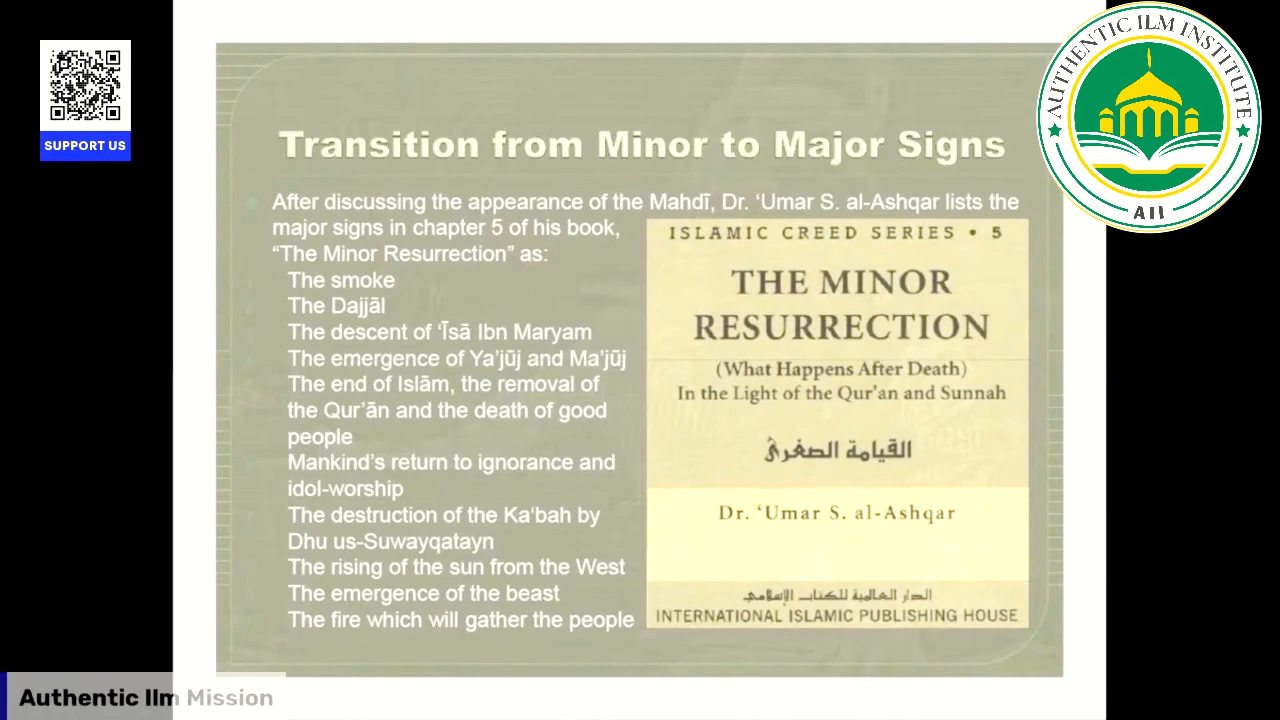 SUPPORT US
AUTHENTIC ILM INSTITUTE
AII
Transition from Minor to Major Signs
After discussing the appearance of the Mahdī, Dr. ‘Umar S. al-Ashqar lists the
major signs in chapter 5 of his book,
“The Minor Resurrection” as:
The smoke
The Dajjāl
The descent of ‘Īsā Ibn Maryam
The emergence of Ya’jūj and Ma’jūj
The end of Islām, the removal of
the Qur’ān and the death of good
people
Mankind’s return to ignorance and
idol-worship
The destruction of the Ka‘bah by
Dhu us-Suwayqatayn
The rising of the sun from the West
The emergence of the beast
The fire which will gather the people
ISLAMIC CREED SERIES • 5
THE MINOR
RESURRECTION
(What Happens After Death)
In the Light of the Qur’an and Sunnah
القيامة الصغرى
Dr. ‘Umar S. al-Ashqar
الدار العالمية للكتاب الإسلامي
INTERNATIONAL ISLAMIC PUBLISHING HOUSE
Authentic Ilm Mission